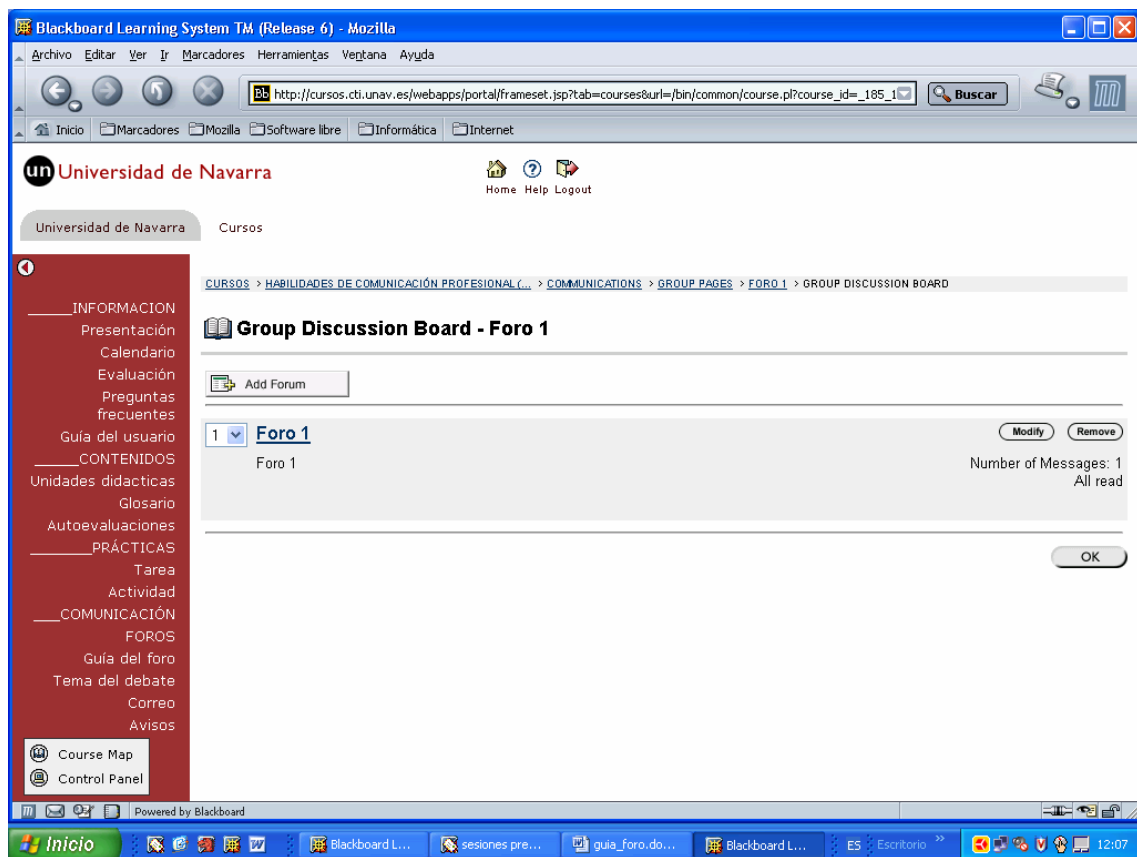 Blackboard Learning System TM (Release 6) - Mozilla
Archivo Editar Ver Ir Marcadores Herramientas Ventana Ayuda
http://cursos.cti.unav.es/webapps/portal/frameset.jsp?tab=courses&url=/bin/common/course.pl?course_id=_185_1
Buscar
Inicio Marcadores Mozilla Software libre Informática Internet
un Universidad de Navarra
Home Help Logout
Universidad de Navarra Cursos
CURSOS > HABILIDADES DE COMUNICACIÓN PROFESIONAL (... > COMMUNICATIONS > GROUP PAGES > FORO 1 > GROUP DISCUSSION BOARD
Group Discussion Board - Foro 1
Add Forum
1 Foro 1
Modify Remove
Foro 1
Number of Messages: 1
All read
OK
______INFORMACION
Presentación
Calendario
Evaluación
Preguntas
frecuentes
Guía del usuario
______CONTENIDOS
Unidades didacticas
Glosario
Autoevaluaciones
________PRÁCTICAS
Tarea
Actividad
____COMUNICACIÓN
FOROS
Guía del foro
Tema del debate
Correo
Avisos
Course Map
Control Panel
Powered by Blackboard
Inicio
Blackboard L...
sesiones pre...
guia_foro.do...
Blackboard L...
ES
Escritorio »
12:07